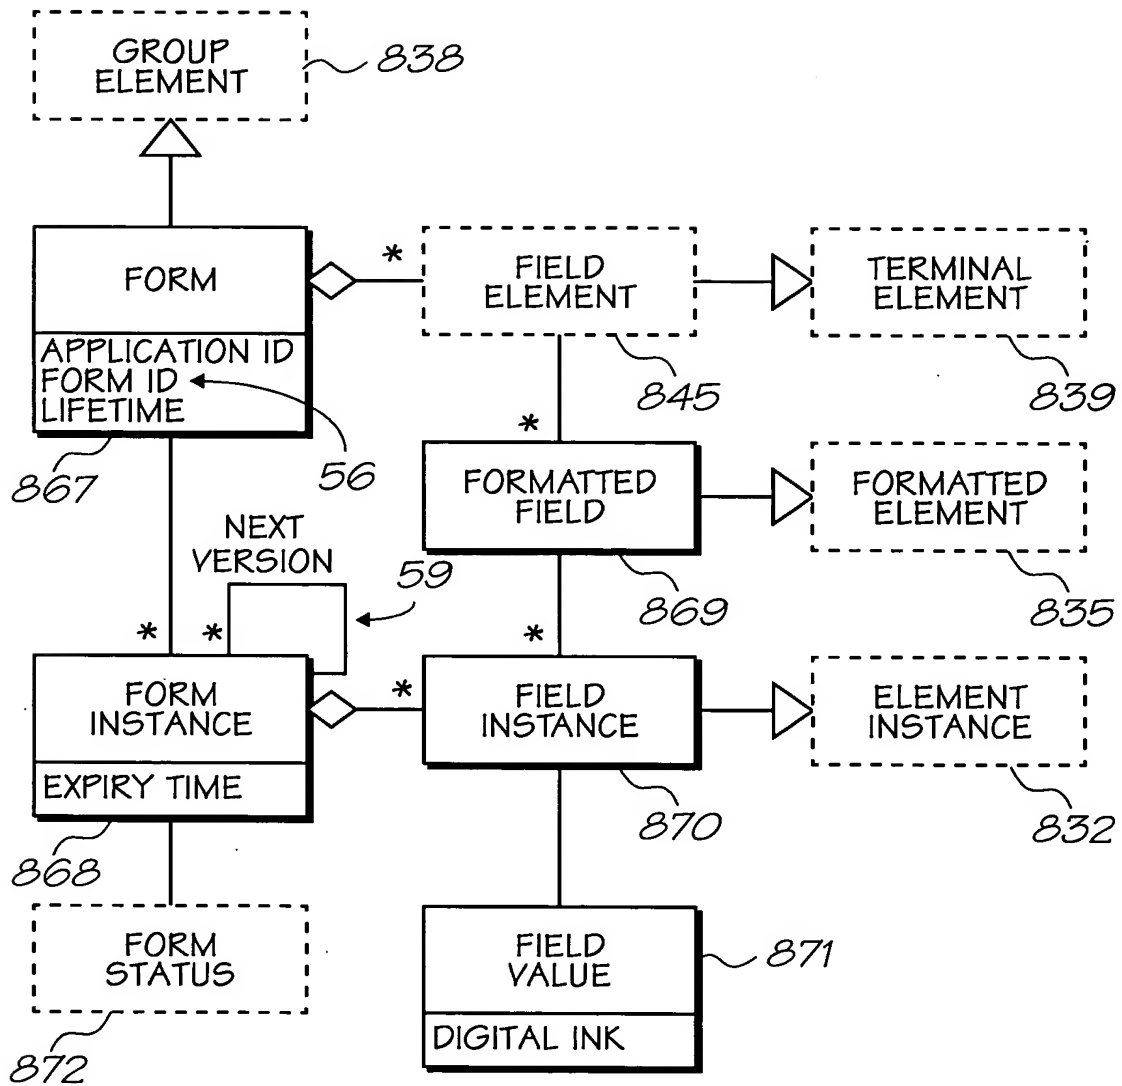 GROUP
ELEMENT
838
FORM
APPLICATION ID
FORM ID
LIFETIME
867
56
*
FIELD
ELEMENT
845
TERMINAL
ELEMENT
839
*
FORMATTED
FIELD
869
FORMATTED
ELEMENT
835
NEXT
VERSION
59
*
*
FORM
INSTANCE
EXPIRY TIME
868
*
*
FIELD
INSTANCE
870
ELEMENT
INSTANCE
832
FORM
STATUS
872
FIELD
VALUE
DIGITAL INK
871